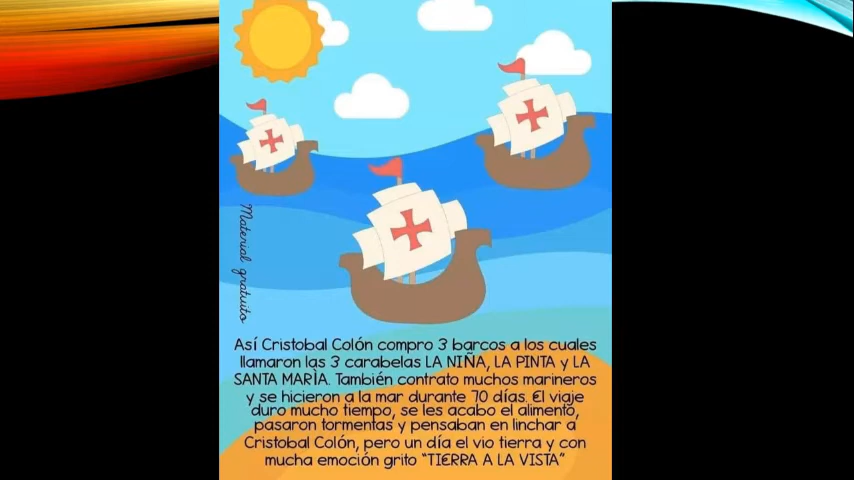 Material gratuito
Así Cristobal Colón compro 3 barcos a los cuales
llamaron las 3 carabelas LA NIÑA, LA PINTA y LA
SANTA MARÌA. También contrato muchos marineros
y se hicieron a la mar durante 70 días. El viaje
duro mucho tiempo, se les acabo el alimento,
pasaron tormentas y pensaban en linchar a
Cristobal Colón, pero un día el vio tierra y con
mucha emoción grito "TIERRA A LA VISTA"